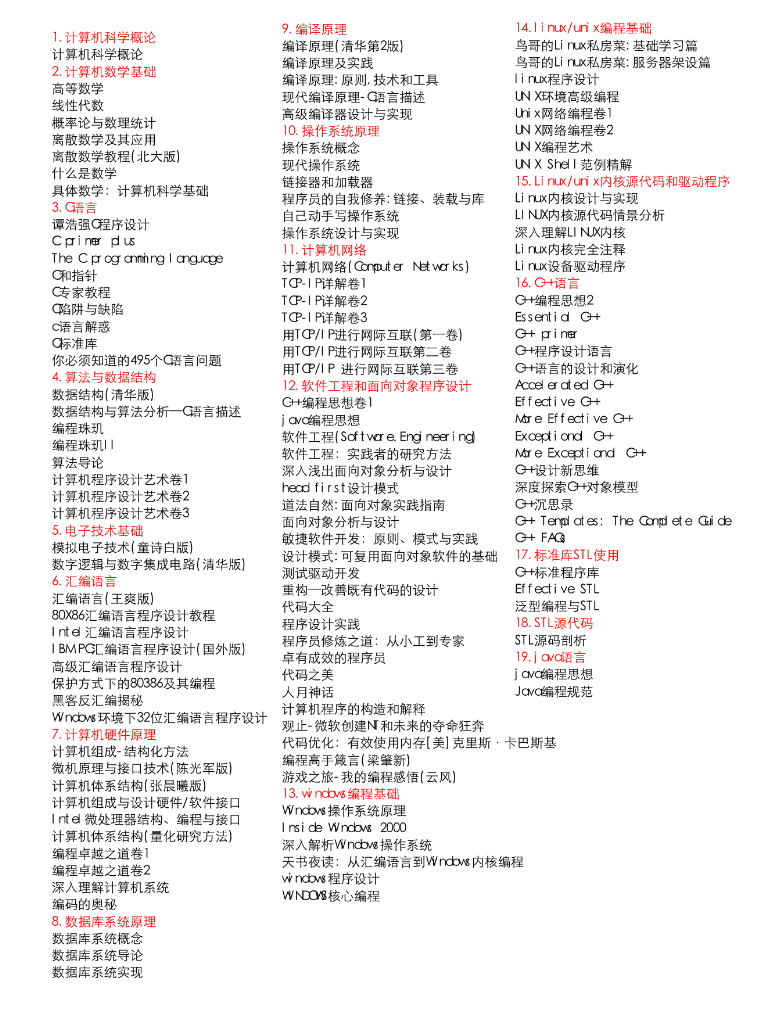 1.计算机科学概论
计算机科学概论
2.计算机数学基础
高等数学
线性代数
概率论与数理统计
离散数学及其应用
离散数学教程(北大版)
什么是数学
具体数学：计算机科学基础
3.C语言
谭浩强C程序设计
C primer plus
The C programming language
C和指针
C专家教程
C陷阱与缺陷
c语言解惑
C标准库
你必须知道的495个C语言问题
4.算法与数据结构
数据结构(清华版)
数据结构与算法分析—C语言描述
编程珠玑
编程珠玑II
算法导论
计算机程序设计艺术卷1
计算机程序设计艺术卷2
计算机程序设计艺术卷3
5.电子技术基础
模拟电子技术(童诗白版)
数字逻辑与数字集成电路(清华版)
6.汇编语言
汇编语言(王爽版)
80X86汇编语言程序设计教程
Intel汇编语言程序设计
IBMPC汇编语言程序设计(国外版)
高级汇编语言程序设计
保护方式下的80386及其编程
黑客反汇编揭秘
Windows环境下32位汇编语言程序设计
7.计算机硬件原理
计算机组成-结构化方法
微机原理与接口技术(陈光军版)
计算机体系结构(张晨曦版)
计算机组成与设计硬件/软件接口
Intel微处理器结构、编程与接口
计算机体系结构(量化研究方法)
编程卓越之道卷1
编程卓越之道卷2
深入理解计算机系统
编码的奥秘
8.数据库系统原理
数据库系统概念
数据库系统导论
数据库系统实现
9.编译原理
编译原理(清华第2版)
编译原理及实践
编译原理:原则,技术和工具
现代编译原理-C语言描述
高级编译器设计与实现
10.操作系统原理
操作系统概念
现代操作系统
链接器和加载器
程序员的自我修养:链接、装载与库
自己动手写操作系统
操作系统设计与实现
11.计算机网络
计算机网络(Computer Networks)
TCP-IP详解卷1
TCP-IP详解卷2
TCP-IP详解卷3
用TCP/IP进行网际互联(第一卷)
用TCP/IP进行网际互联第二卷
用TCP/IP 进行网际互联第三卷
12.软件工程和面向对象程序设计
C++编程思想卷1
java编程思想
软件工程(Software.Engineering)
软件工程：实践者的研究方法
深入浅出面向对象分析与设计
head first设计模式
道法自然:面向对象实践指南
面向对象分析与设计
敏捷软件开发：原则、模式与实践
设计模式:可复用面向对象软件的基础
测试驱动开发
重构—改善既有代码的设计
代码大全
程序设计实践
程序员修炼之道：从小工到专家
卓有成效的程序员
代码之美
人月神话
计算机程序的构造和解释
观止-微软创建NT和未来的夺命狂奔
代码优化：有效使用内存[美]克里斯·卡巴斯基
编程高手箴言(梁肇新)
游戏之旅-我的编程感悟(云风)
13.windows编程基础
Windows操作系统原理
Inside Windows 2000
深入解析Windows操作系统
天书夜读：从汇编语言到Windows内核编程
windows程序设计
WINDOWS核心编程
14.linux/unix编程基础
鸟哥的Linux私房菜:基础学习篇
鸟哥的Linux私房菜:服务器架设篇
linux程序设计
UNIX环境高级编程
Unix网络编程卷1
UNIX网络编程卷2
UNIX编程艺术
UNIX Shell范例精解
15.Linux/unix内核源代码和驱动程序
Linux内核设计与实现
LINUX内核源代码情景分析
深入理解LINUX内核
Linux内核完全注释
Linux设备驱动程序
16.C++语言
C++编程思想2
Essential C++
C++ primer
C++程序设计语言
C++语言的设计和演化
Accelerated C++
Effective C++
More Effective C++
Exceptional C++
More Exceptional C++
C++设计新思维
深度探索C++对象模型
C++沉思录
C++ Templates: The Complete Guide
C++ FAQs
17.标准库STL使用
C++标准程序库
Effective STL
泛型编程与STL
18.STL源代码
STL源码剖析
19.java语言
java编程思想
Java编程规范